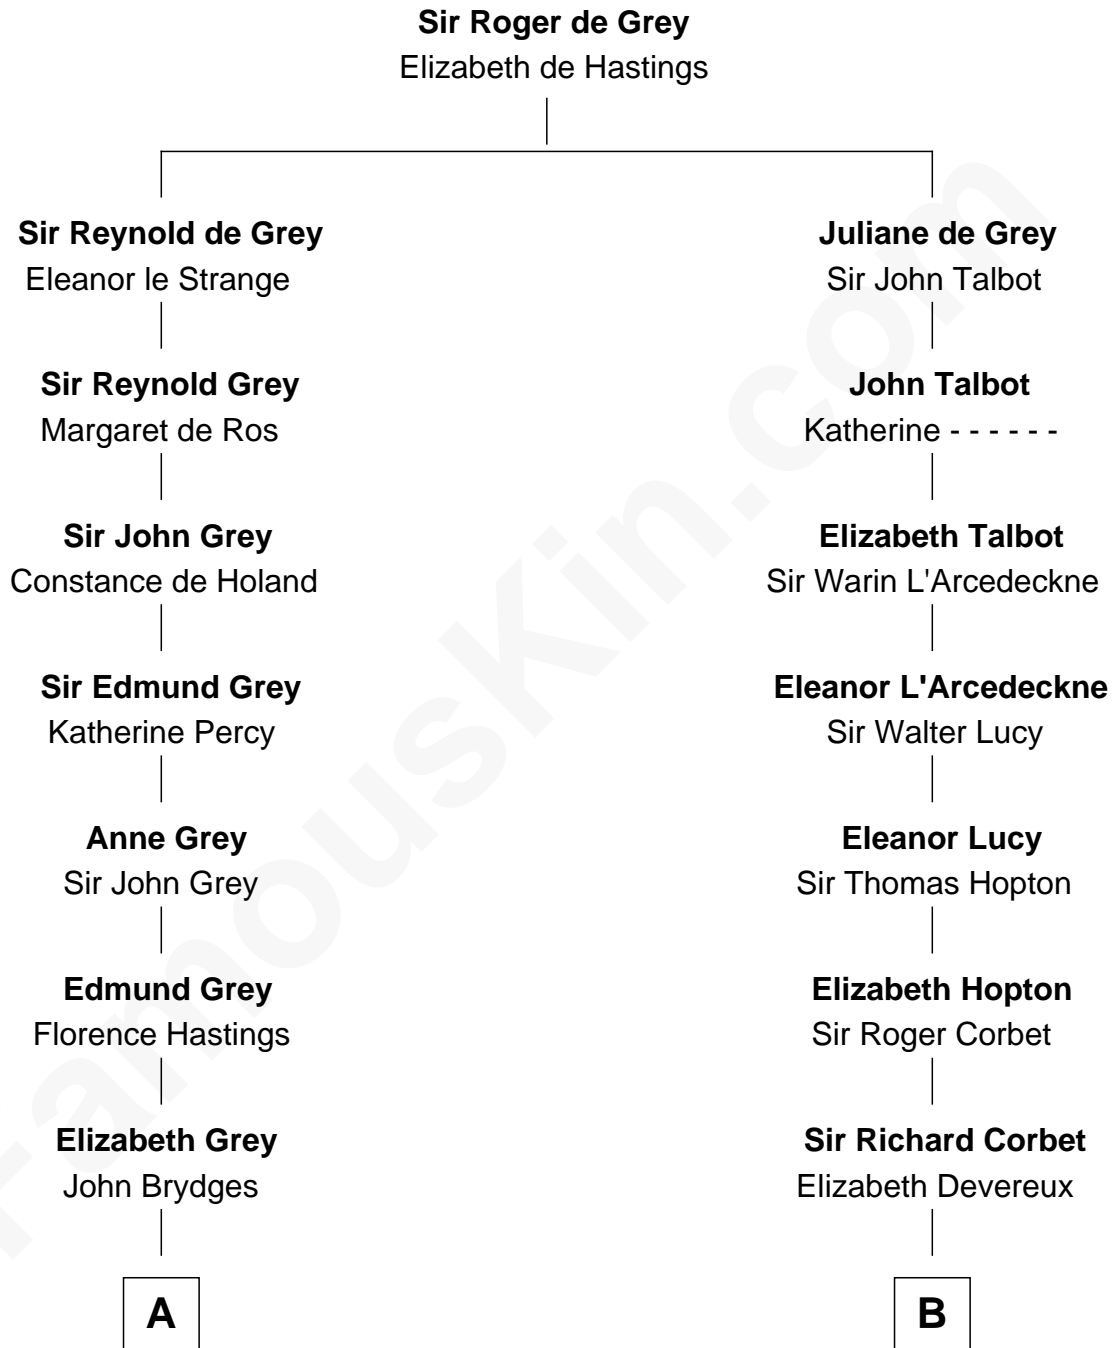 Sir Roger de Grey
Elizabeth de Hastings
Sir Reynold de Grey
Eleanor le Strange
Juliane de Grey
Sir John Talbot
Sir Reynold Grey
Margaret de Ros
John Talbot
Katherine - - - - - -
Sir John Grey
Constance de Holand
Elizabeth Talbot
Sir Warin L'Arcedeckne
Sir Edmund Grey
Katherine Percy
Eleanor L'Arcedeckne
Sir Walter Lucy
Anne Grey
Sir John Grey
Eleanor Lucy
Sir Thomas Hopton
Edmund Grey
Florence Hastings
Elizabeth Hopton
Sir Roger Corbet
Elizabeth Grey
John Brydges
Sir Richard Corbet
Elizabeth Devereux
A
B
FamousKin.com